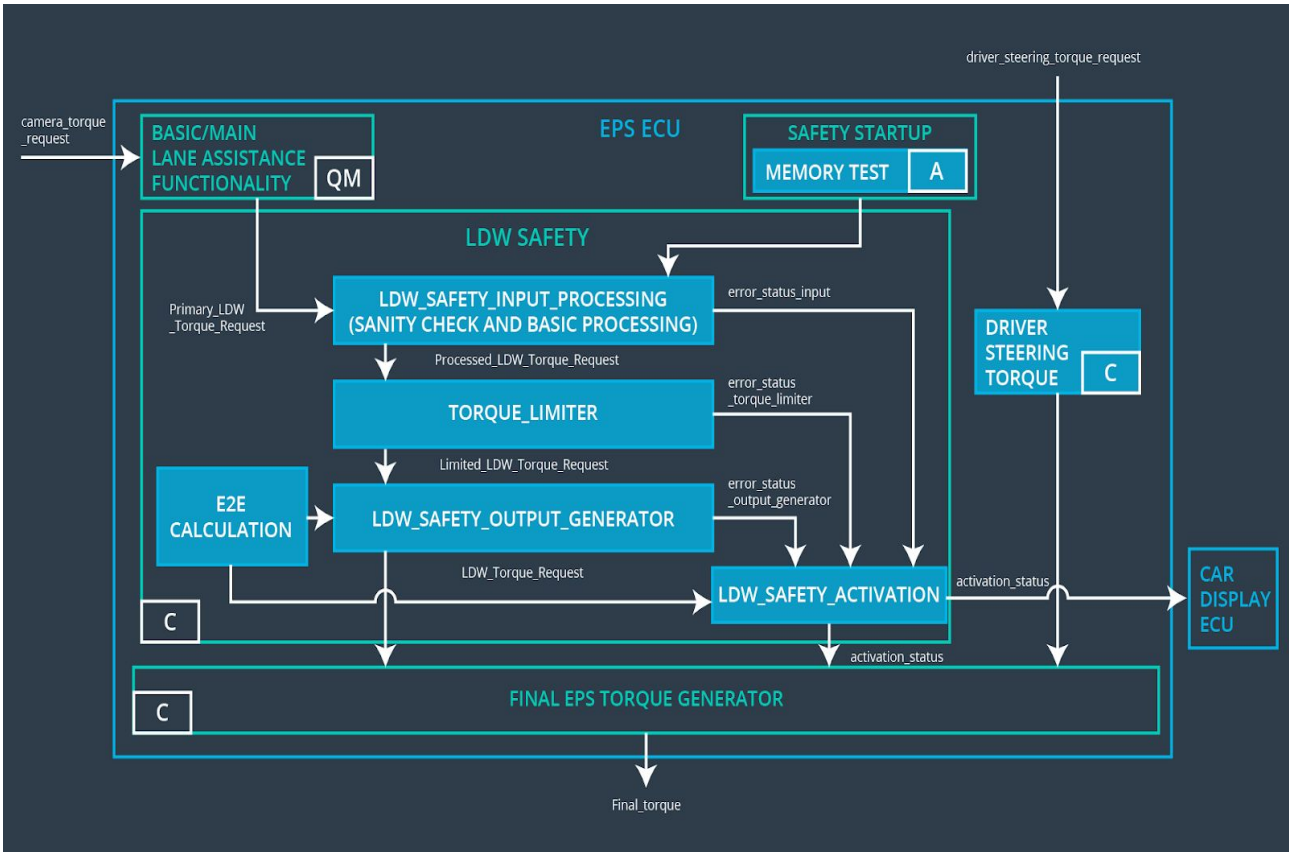 driver_steering_torque_request
camera_torque
_request
BASIC/MAIN
LANE ASSISTANCE
FUNCTIONALITY
QM
EPS ECU
SAFETY STARTUP
MEMORY TEST
A
LDW SAFETY
Primary_LDW
_Torque_Request
LDW_SAFETY_INPUT_PROCESSING
(SANITY CHECK AND BASIC PROCESSING)
error_status_input
DRIVER
STEERING
TORQUE
C
Processed_LDW_Torque_Request
TORQUE_LIMITER
error_status
_torque_limiter
Limited_LDW_Torque_Request
E2E
CALCULATION
LDW_SAFETY_OUTPUT_GENERATOR
error_status
_output_generator
LDW_Torque_Request
LDW_SAFETY_ACTIVATION
activation_status
CAR
DISPLAY
ECU
C
activation_status
FINAL EPS TORQUE GENERATOR
C
Final_torque